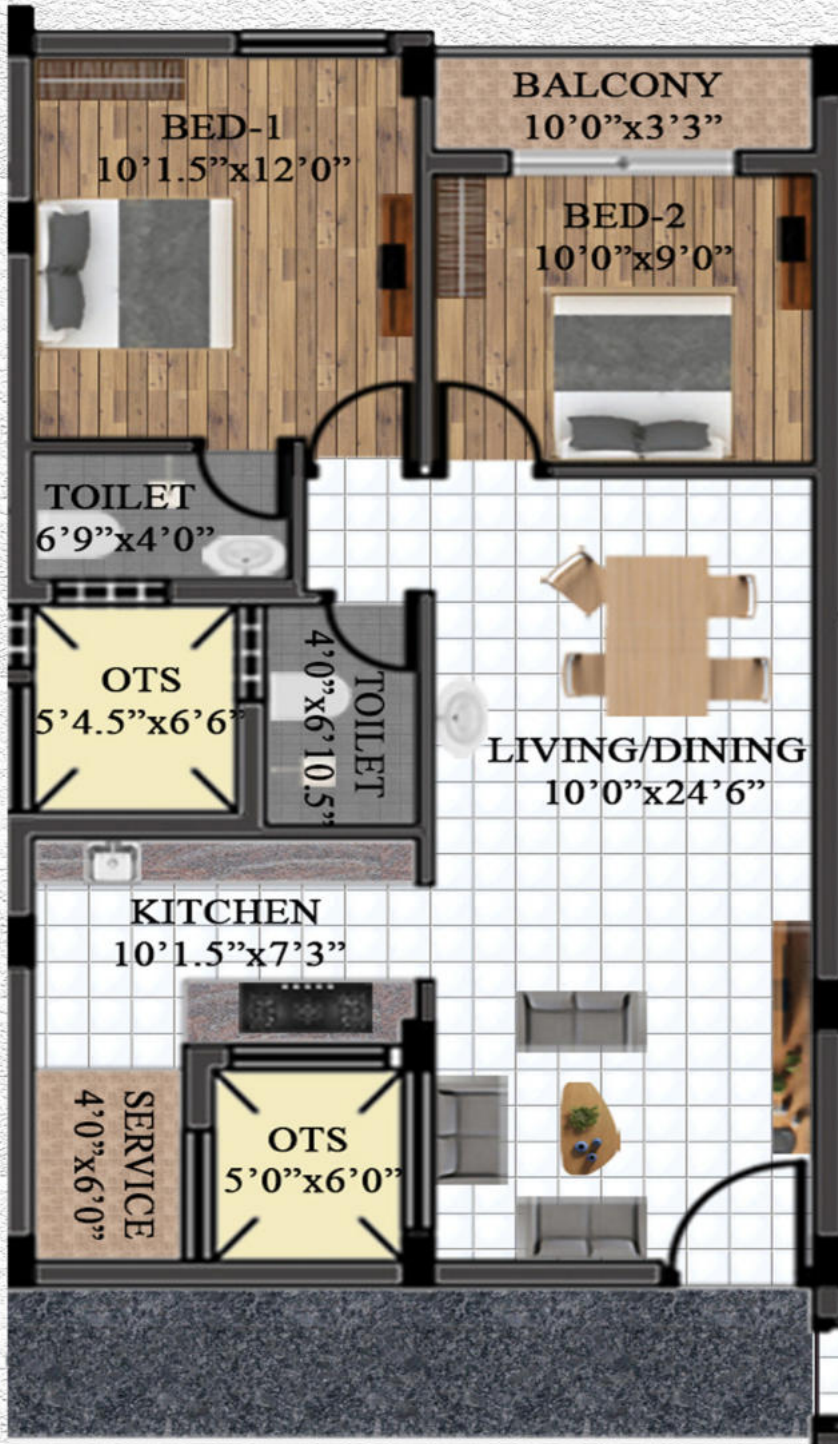 BALCONY
10’0”x3’3”
BED-1
10’1.5”x12’0”
BED-2
10’0”x9’0”
TOILET
6’9”x4’0”
OTS
5’4.5”x6’6”
TOILET
4’0”x6’10.5”
LIVING/DINING
10’0”x24’6”
KITCHEN
10’1.5”x7’3”
SERVICE
4’0”x6’0”
OTS
5’0”x6’0”